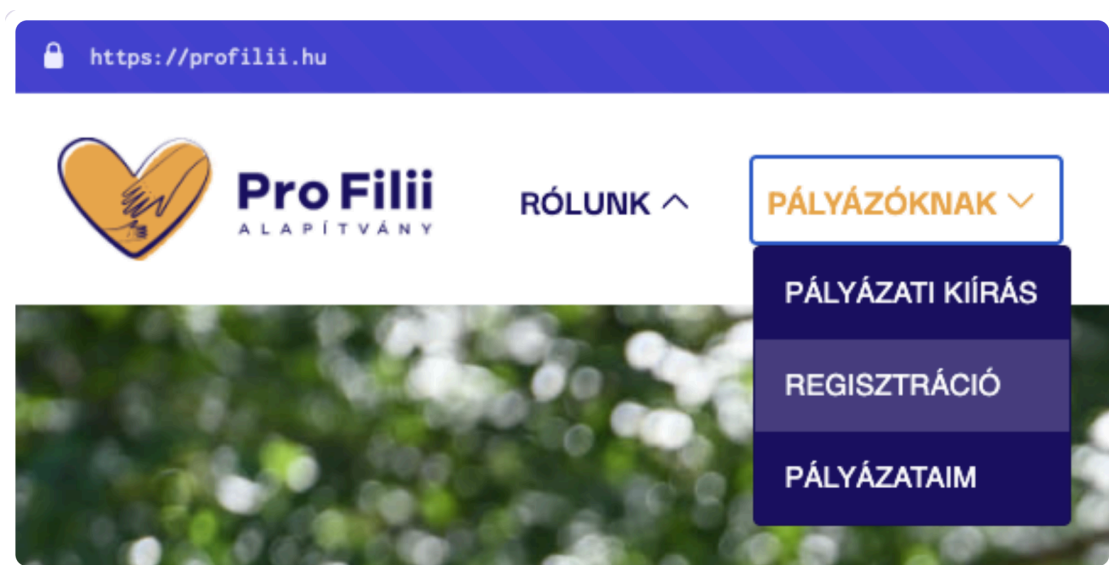 https://profilii.hu
Pro Filii
ALAPÍTVÁNY
RÓLUNK
PÁLYÁZÓKNAK
PÁLYÁZATI KIÍRÁS
REGISZTRÁCIÓ
PÁLYÁZATAIM